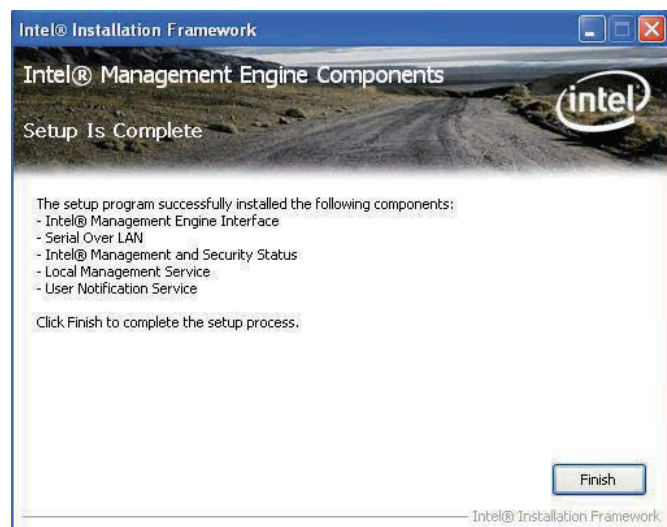 Intel® Installation Framework
Intel® Management Engine Components
intel
Setup Is Complete
The setup program successfully installed the following components:
- Intel® Management Engine Interface
- Serial Over LAN
- Intel® Management and Security Status
- Local Management Service
- User Notification Service
Click Finish to complete the setup process.
Finish
Intel® Installation Framework